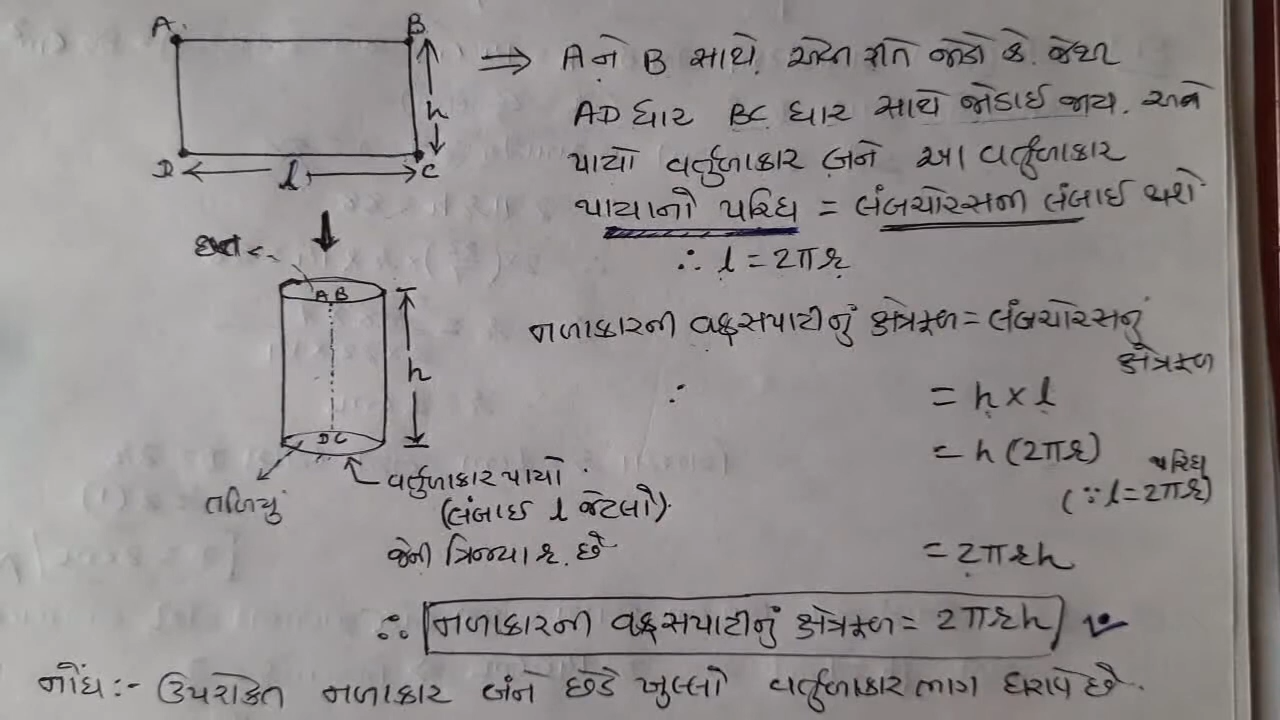 A. B
⇒ A ને B સાથે એવી રીતે જોડો કે જેથી
AD ધાર BC ધાર સાથે જોડાઈ જાય. અને
પાયો વર્તુળાકાર બને આ વર્તુળાકાર
પાયાનો પરિઘ = લંબચોરસની લંબાઈ થશે
∴ l = 2πr
h
D l C
A B
h
DC
તળિયું
વર્તુળાકાર પાયો
(લંબાઈ l જેટલી)
જેની ત્રિજ્યા r છે
નળાકારની વક્રસપાટીનું ક્ષેત્રફળ = લંબચોરસનું
ક્ષેત્રફળ
∴ = h × l
= h (2πr)
પરિઘ
(∵ l = 2πr)
= 2πrh
∴ નળાકારની વક્રસપાટીનું ક્ષેત્રફળ = 2πrh
નોંધ :- ઉપરોક્ત નળાકાર બંને છેડે ખુલ્લો વર્તુળાકાર ભાગ ધરાવે છે.